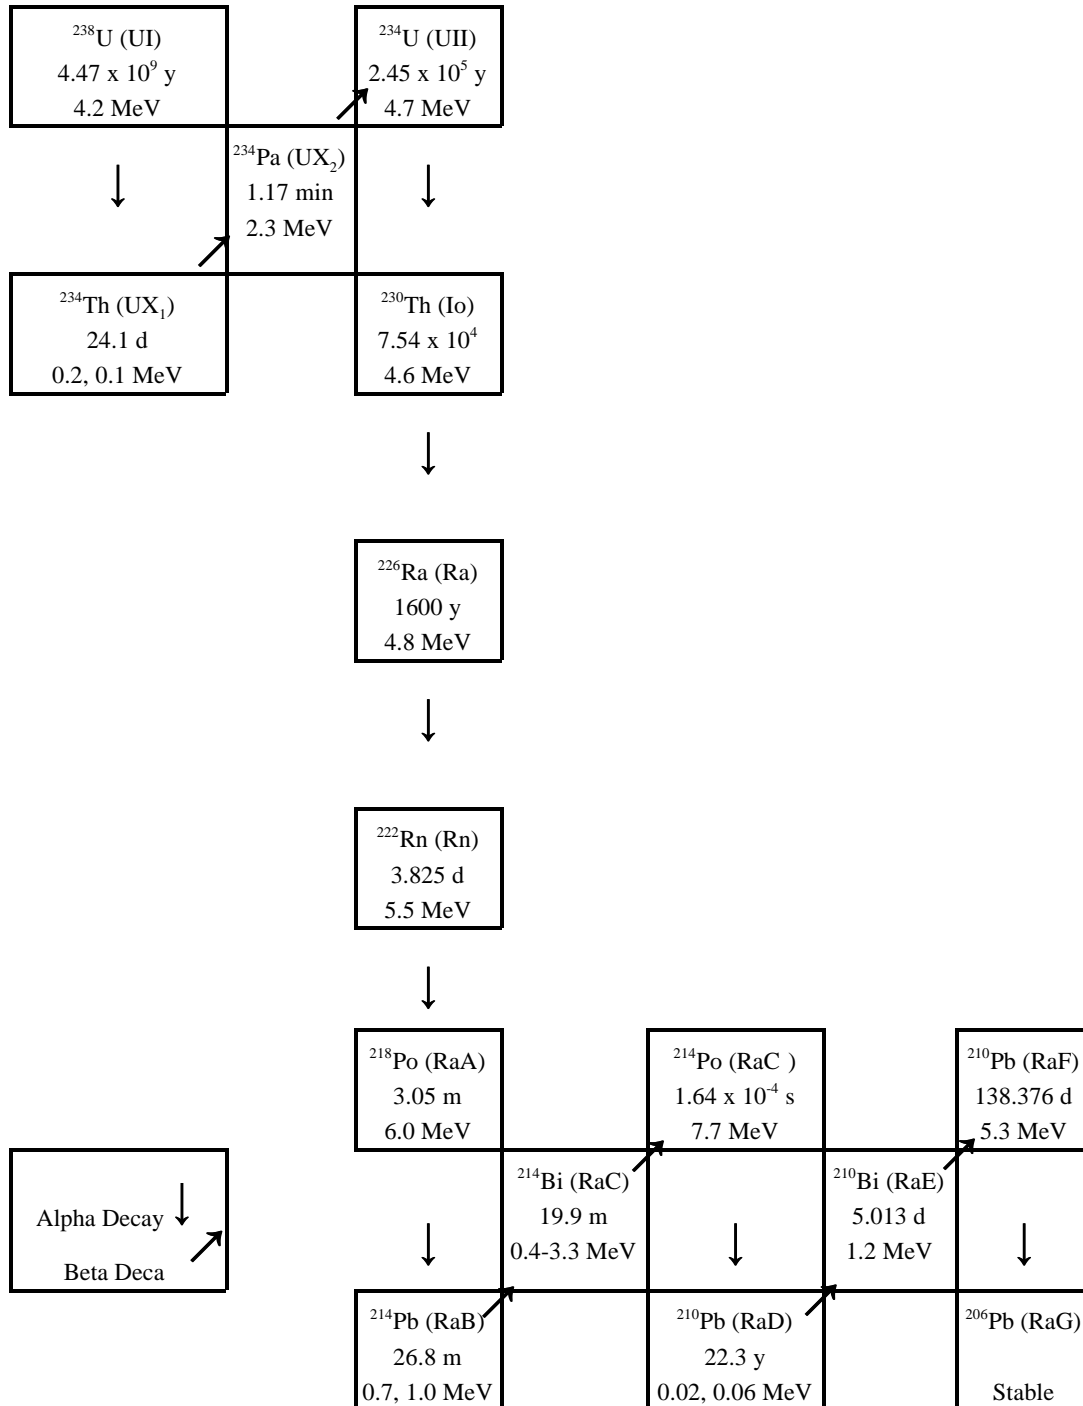 ²³⁸U (UI)
4.47 x 10⁹ y
4.2 MeV
²³⁴U (UII)
2.45 x 10⁵ y
4.7 MeV
²³⁴Pa (UX₂)
1.17 min
2.3 MeV
²³⁴Th (UX₁)
24.1 d
0.2, 0.1 MeV
²³⁰Th (Io)
7.54 x 10⁴
4.6 MeV
²²⁶Ra (Ra)
1600 y
4.8 MeV
²²²Rn (Rn)
3.825 d
5.5 MeV
²¹⁸Po (RaA)
3.05 m
6.0 MeV
²¹⁴Po (RaC )
1.64 x 10⁻⁴ s
7.7 MeV
²¹⁰Pb (RaF)
138.376 d
5.3 MeV
²¹⁴Bi (RaC)
19.9 m
0.4-3.3 MeV
²¹⁰Bi (RaE)
5.013 d
1.2 MeV
Alpha Decay
Beta Deca
²¹⁴Pb (RaB)
26.8 m
0.7, 1.0 MeV
²¹⁰Pb (RaD)
22.3 y
0.02, 0.06 MeV
²⁰⁶Pb (RaG)
Stable